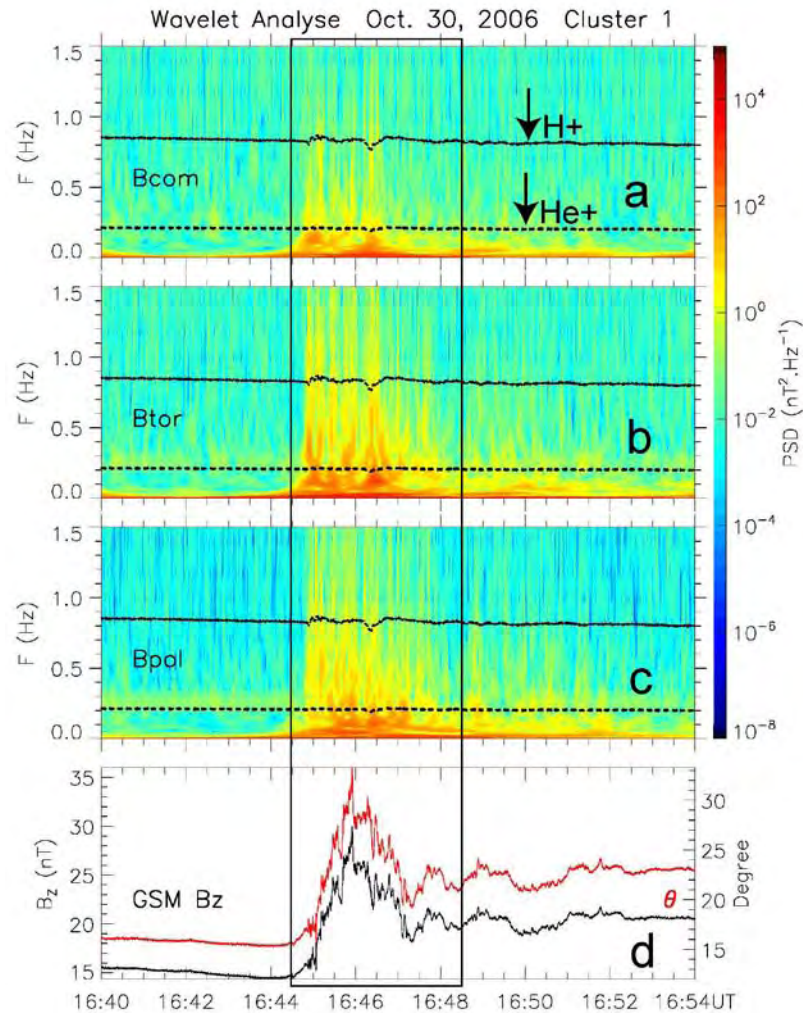 Wavelet Analyse Oct. 30, 2006 Cluster 1
1.5
1.0
0.5
0.0
F (Hz)
Bcom
H+
He+
a
1.5
1.0
0.5
0.0
F (Hz)
Btor
b
1.5
1.0
0.5
0.0
F (Hz)
Bpol
c
10^4
10^2
10^0
10^-2
10^-4
10^-6
10^-8
PSD (nT².Hz⁻¹)
35
30
25
20
15
Bz (nT)
GSM Bz
θ
d
30
25
20
15
Degree
16:40 16:42 16:44 16:46 16:48 16:50 16:52 16:54UT